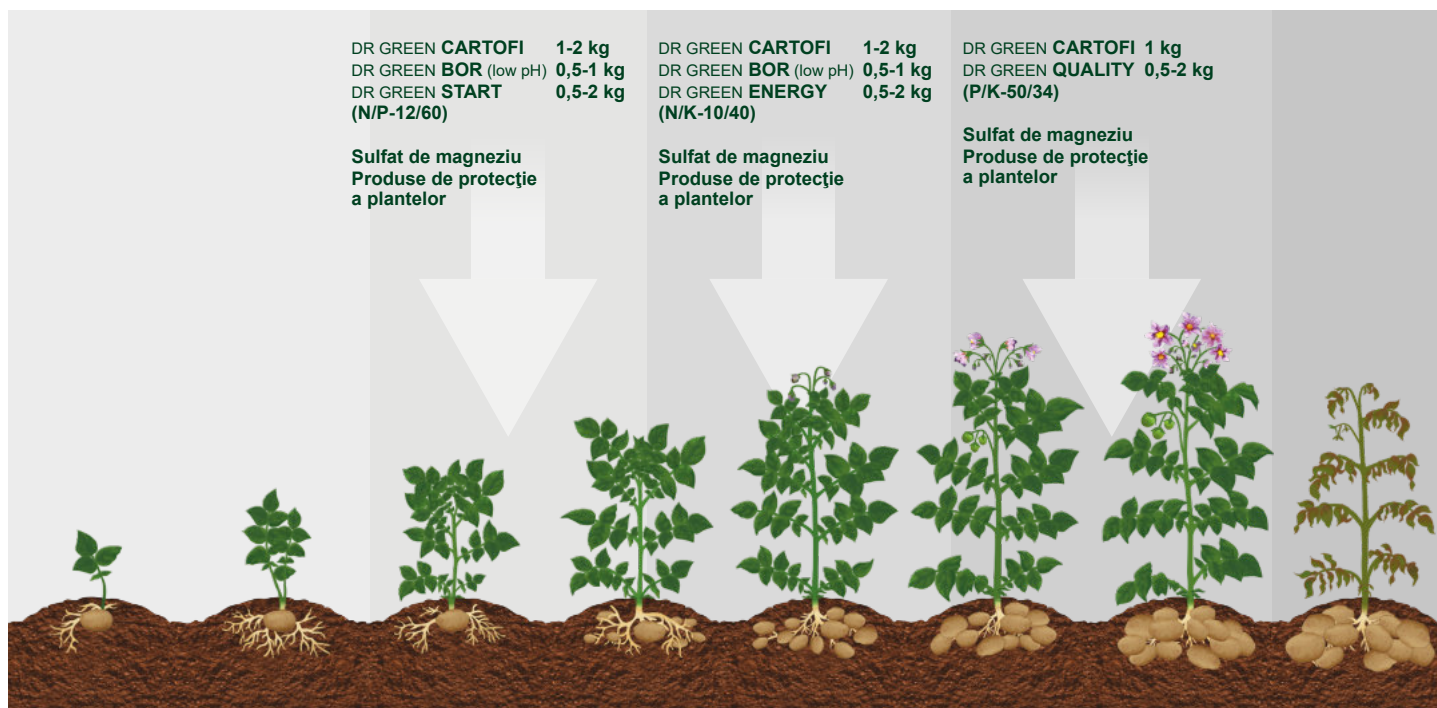 DR GREEN CARTOFI 1-2 kg
DR GREEN BOR (low pH) 0,5-1 kg
DR GREEN START 0,5-2 kg
(N/P-12/60)
Sulfat de magneziu
Produse de protecţie
a plantelor
DR GREEN CARTOFI 1-2 kg
DR GREEN BOR (low pH) 0,5-1 kg
DR GREEN ENERGY 0,5-2 kg
(N/K-10/40)
Sulfat de magneziu
Produse de protecţie
a plantelor
DR GREEN CARTOFI 1 kg
DR GREEN QUALITY 0,5-2 kg
(P/K-50/34)
Sulfat de magneziu
Produse de protecţie
a plantelor